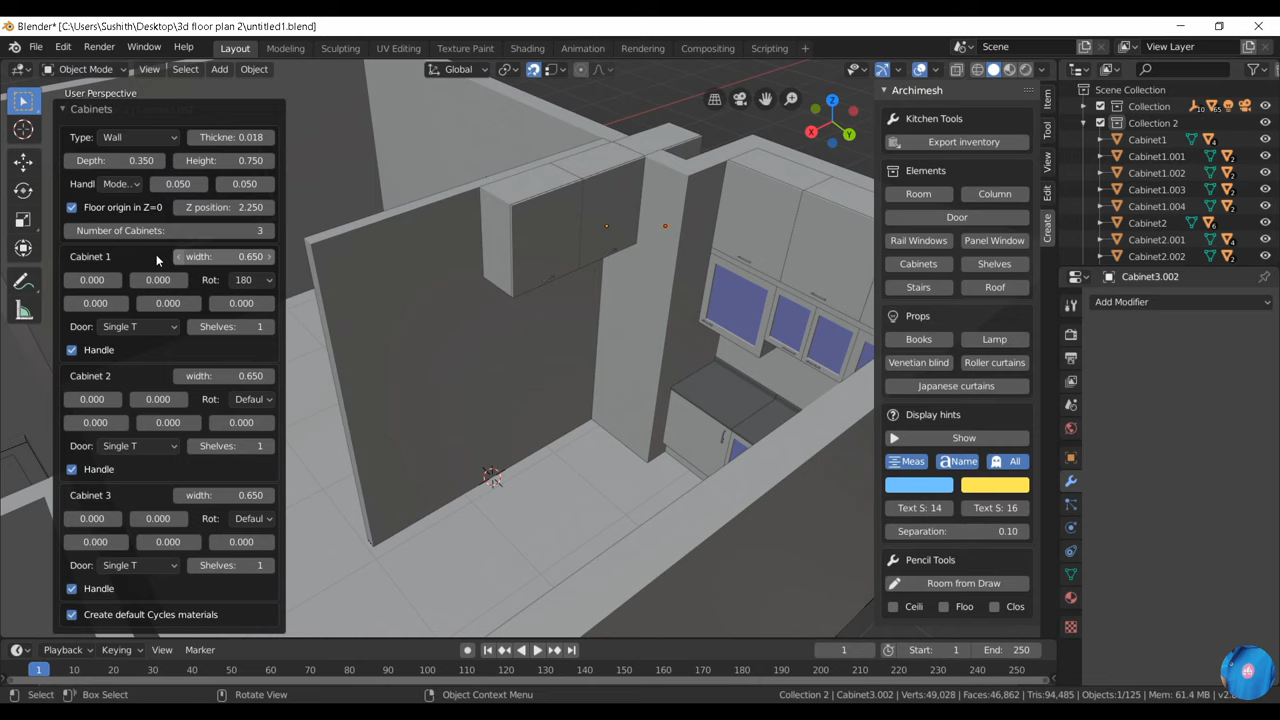 Blender* [C:\Users\Sushith\Desktop\3d floor plan 2\untitled1.blend]
File Edit Render Window Help Layout Modeling Sculpting UV Editing Texture Paint Shading Animation Rendering Compositing Scripting + Scene View Layer
Object Mode View Select Add Object Global
User Perspective
Cabinets
Type: Wall Thickne: 0.018
Depth: 0.350 Height: 0.750
Handl Mode.. 0.050 0.050
Floor origin in Z=0 Z position: 2.250
Number of Cabinets: 3
Cabinet 1 width: 0.650
0.000 0.000 Rot: 180
0.000 0.000 0.000
Door: Single T Shelves: 1
Handle
Cabinet 2 width: 0.650
0.000 0.000 Rot: Defaul
0.000 0.000 0.000
Door: Single T Shelves: 1
Handle
Cabinet 3 width: 0.650
0.000 0.000 Rot: Defaul
0.000 0.000 0.000
Door: Single T Shelves: 1
Handle
Create default Cycles materials
Z
X Y
Archimesh
Kitchen Tools
Export inventory
Elements
Room Column
Door
Rail Windows Panel Window
Cabinets Shelves
Stairs Roof
Props
Books Lamp
Venetian blind Roller curtains
Japanese curtains
Display hints
Show
Meas Name All
Text S: 14 Text S: 16
Separation: 0.10
Pencil Tools
Room from Draw
Ceili Floo Clos
Item
Tool
View
Edit
Create
Scene Collection
Collection 10 65
Collection 2
Cabinet1 4
Cabinet1.001 2
Cabinet1.002 2
Cabinet1.003 2
Cabinet1.004 2
Cabinet2 6
Cabinet2.001 4
Cabinet2.002 2
Cabinet3.002
Add Modifier
Playback Keying View Marker 1 Start: 1 End: 250
1 10 20 30 40 50 60 70 80 90 100 110 120 130 140 150 160 170 180 190 200 210 220 230 240 250
Select Box Select Rotate View Object Context Menu Collection 2 | Cabinet3.002 | Verts:49,028 | Faces:46,862 | Tris:94,485 | Objects:1/125 | Mem: 61.4 MB | v2.8